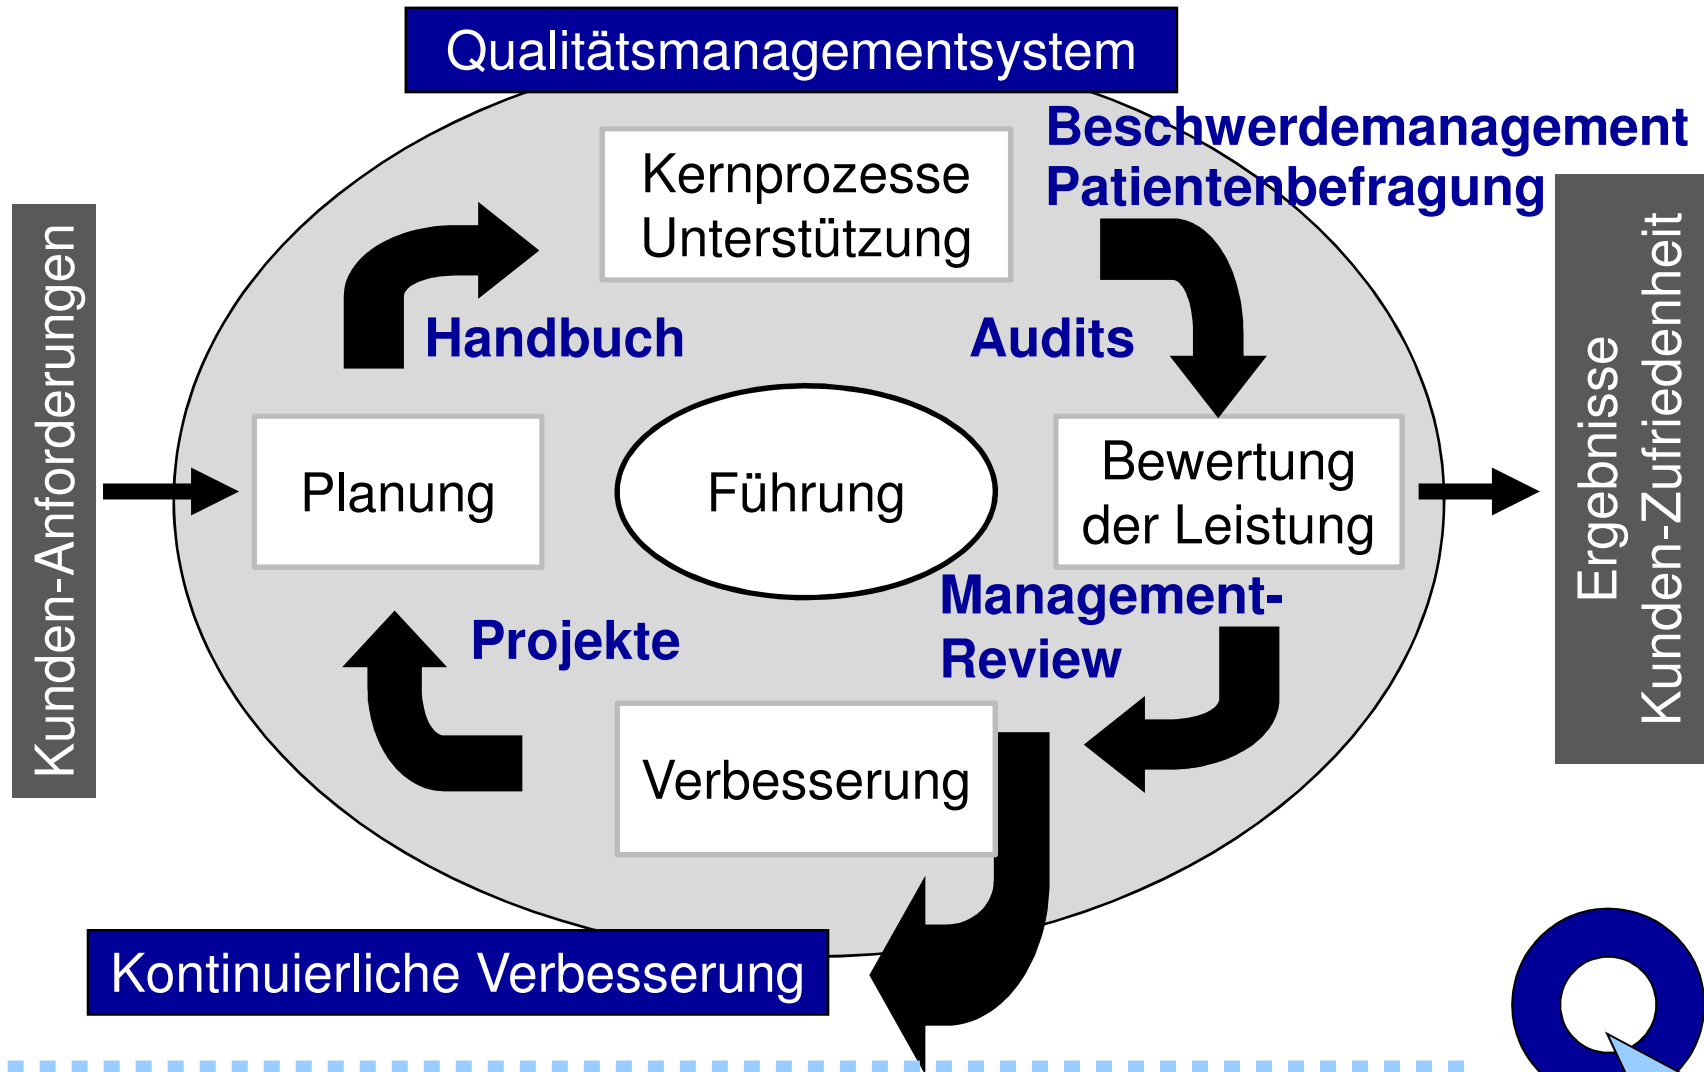 Qualitätsmanagementsystem
Beschwerdemanagement
Patientenbefragung
Kernprozesse
Unterstützung
Handbuch
Audits
Kunden-Anforderungen
Planung
Führung
Bewertung
der Leistung
Ergebnisse
Kunden-Zufriedenheit
Projekte
Management-
Review
Verbesserung
Kontinuierliche Verbesserung